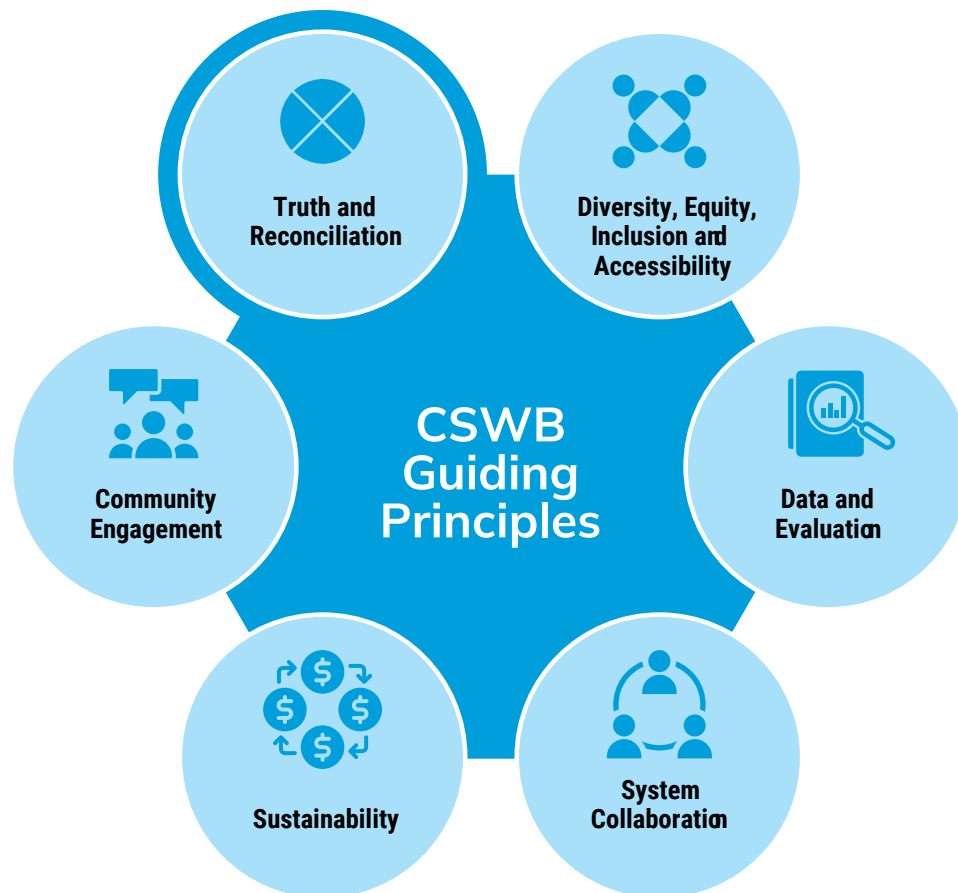 Truth and
Reconciliation
Diversity, Equity,
Inclusion and
Accessibility
Community
Engagement
CSWB
Guiding
Principles
Data and
Evaluation
Sustainability
System
Collaboration